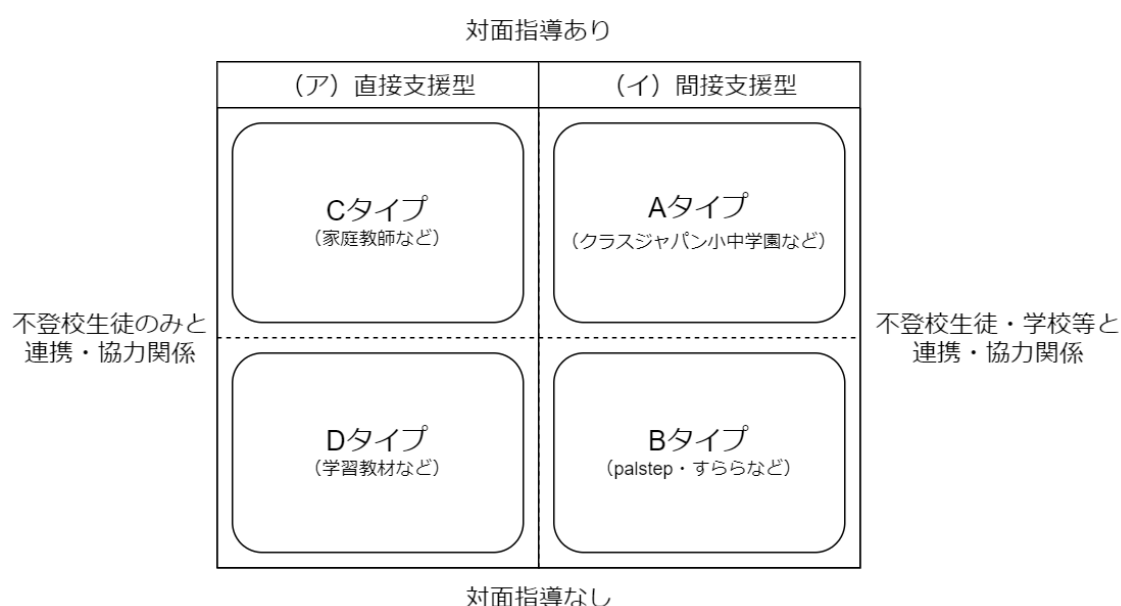 対面指導あり
(ア) 直接支援型
(イ) 間接支援型
Cタイプ
(家庭教師など)
Aタイプ
(クラスジャパン小中学園など)
不登校生徒のみと
連携・協力関係
不登校生徒・学校等と
連携・協力関係
Dタイプ
(学習教材など)
Bタイプ
(palstep・すららなど)
対面指導なし